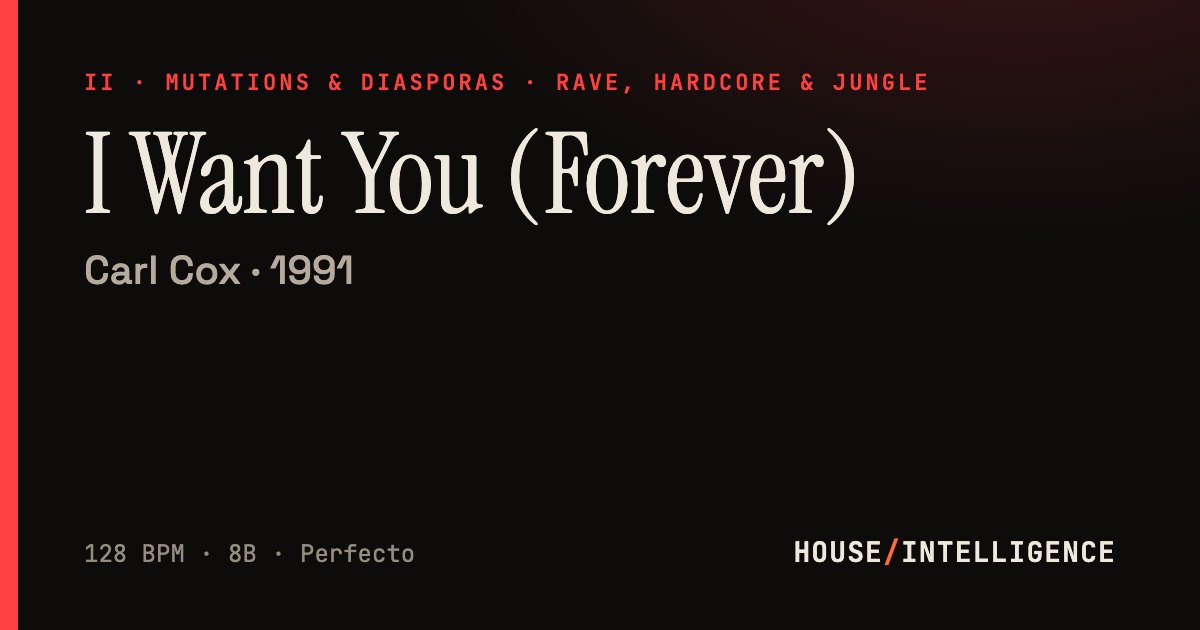 II · MUTATIONS & DIASPORAS · RAVE, HARDCORE & JUNGLE
I Want You (Forever)
Carl Cox · 1991
128 BPM · 8B · Perfecto
HOUSE/INTELLIGENCE